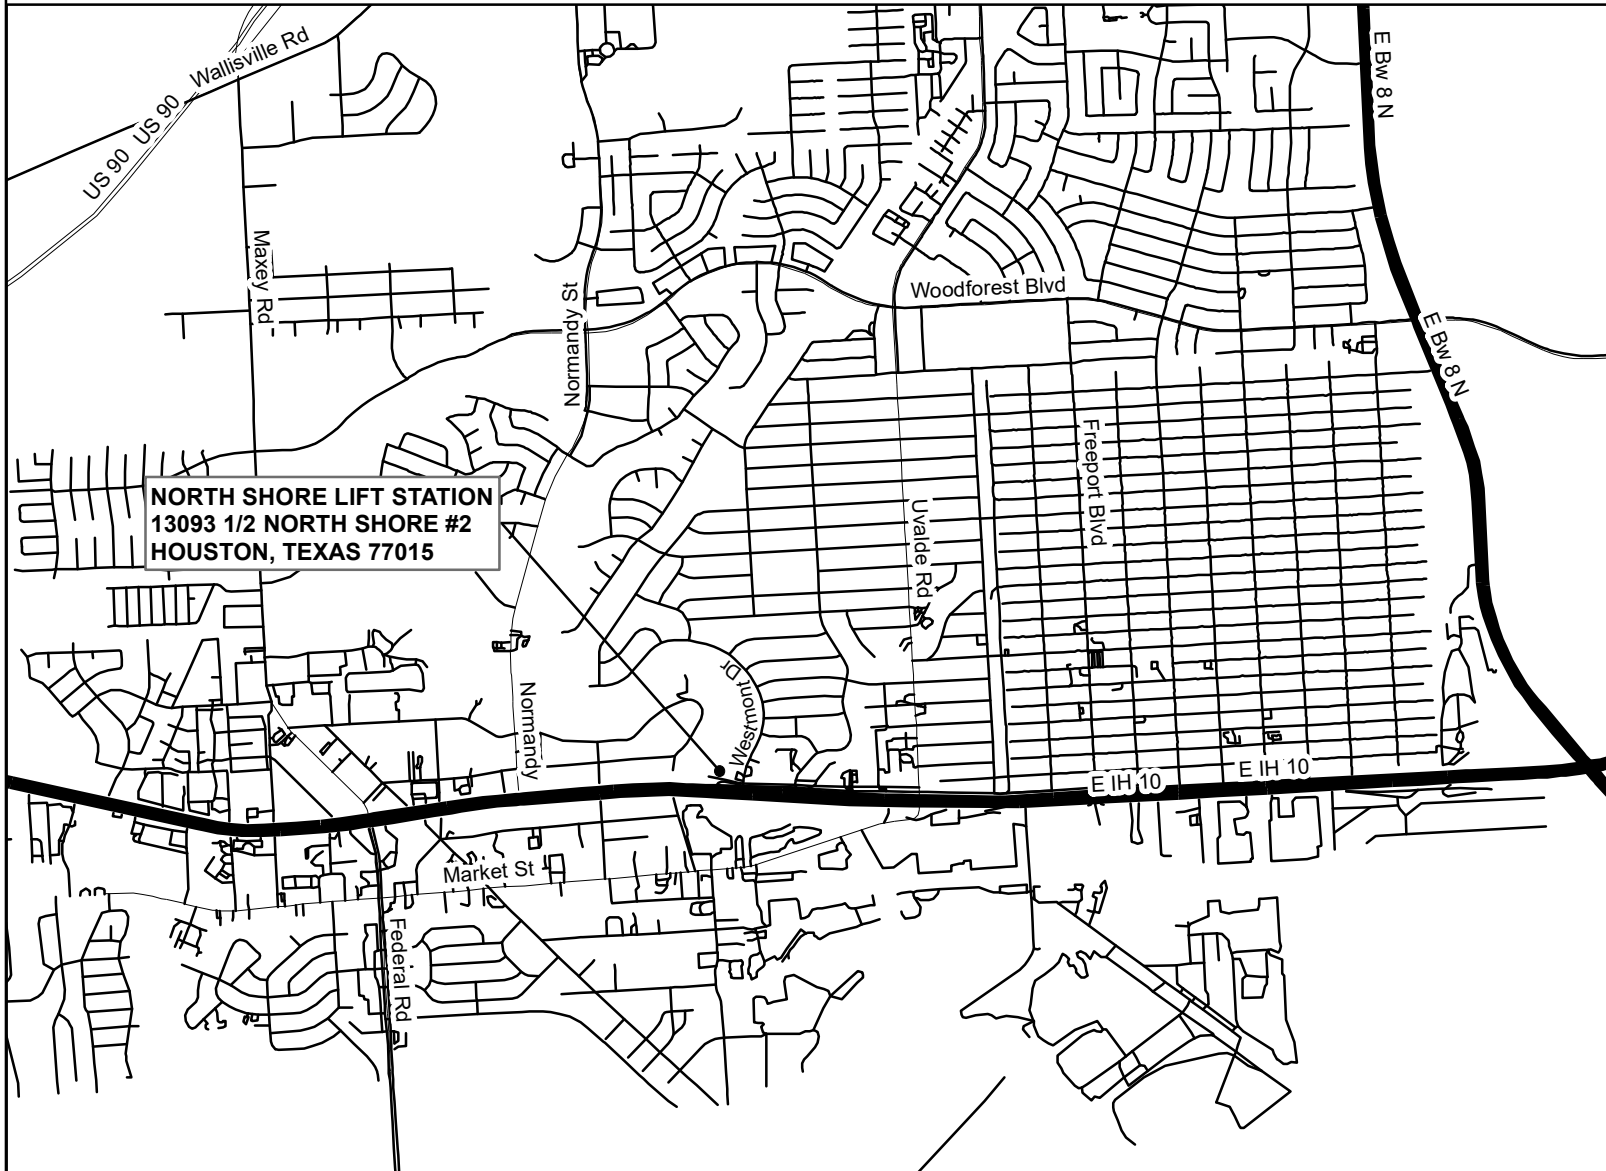 Wallisville Rd
US 90
US 90
E Bw 8 N
Maxey Rd
Normandy St
Woodforest Blvd
E Bw 8 N
Freeport Blvd
NORTH SHORE LIFT STATION
13093 1/2 NORTH SHORE #2
HOUSTON, TEXAS 77015
Uvalde Rd
Westmont Dr
Normandy
E IH 10
E IH 10
Market St
Federal Rd